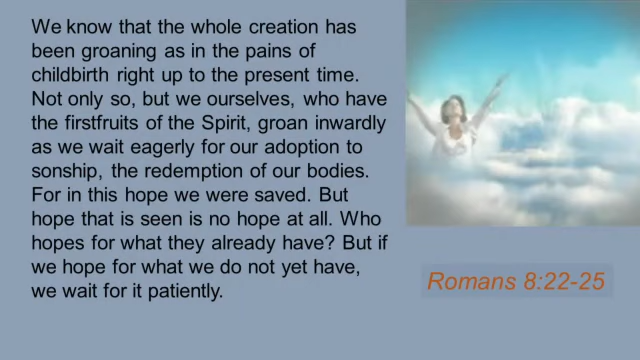 We know that the whole creation has
been groaning as in the pains of
childbirth right up to the present time.
Not only so, but we ourselves, who have
the firstfruits of the Spirit, groan inwardly
as we wait eagerly for our adoption to
sonship, the redemption of our bodies.
For in this hope we were saved. But
hope that is seen is no hope at all. Who
hopes for what they already have? But if
we hope for what we do not yet have,
we wait for it patiently.
Romans 8:22-25